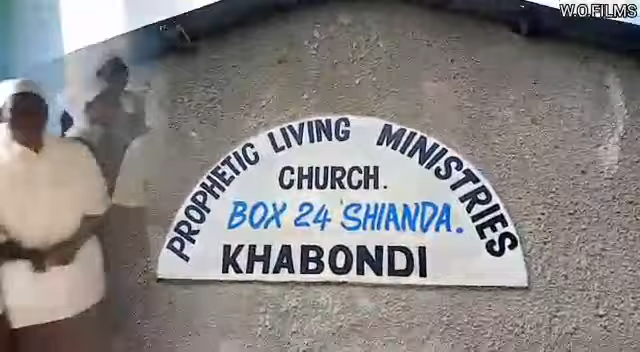 W.O.FILMS
PROPHETIC LIVING MINISTRIES
CHURCH.
BOX 24 SHIANDA.
KHABONDI